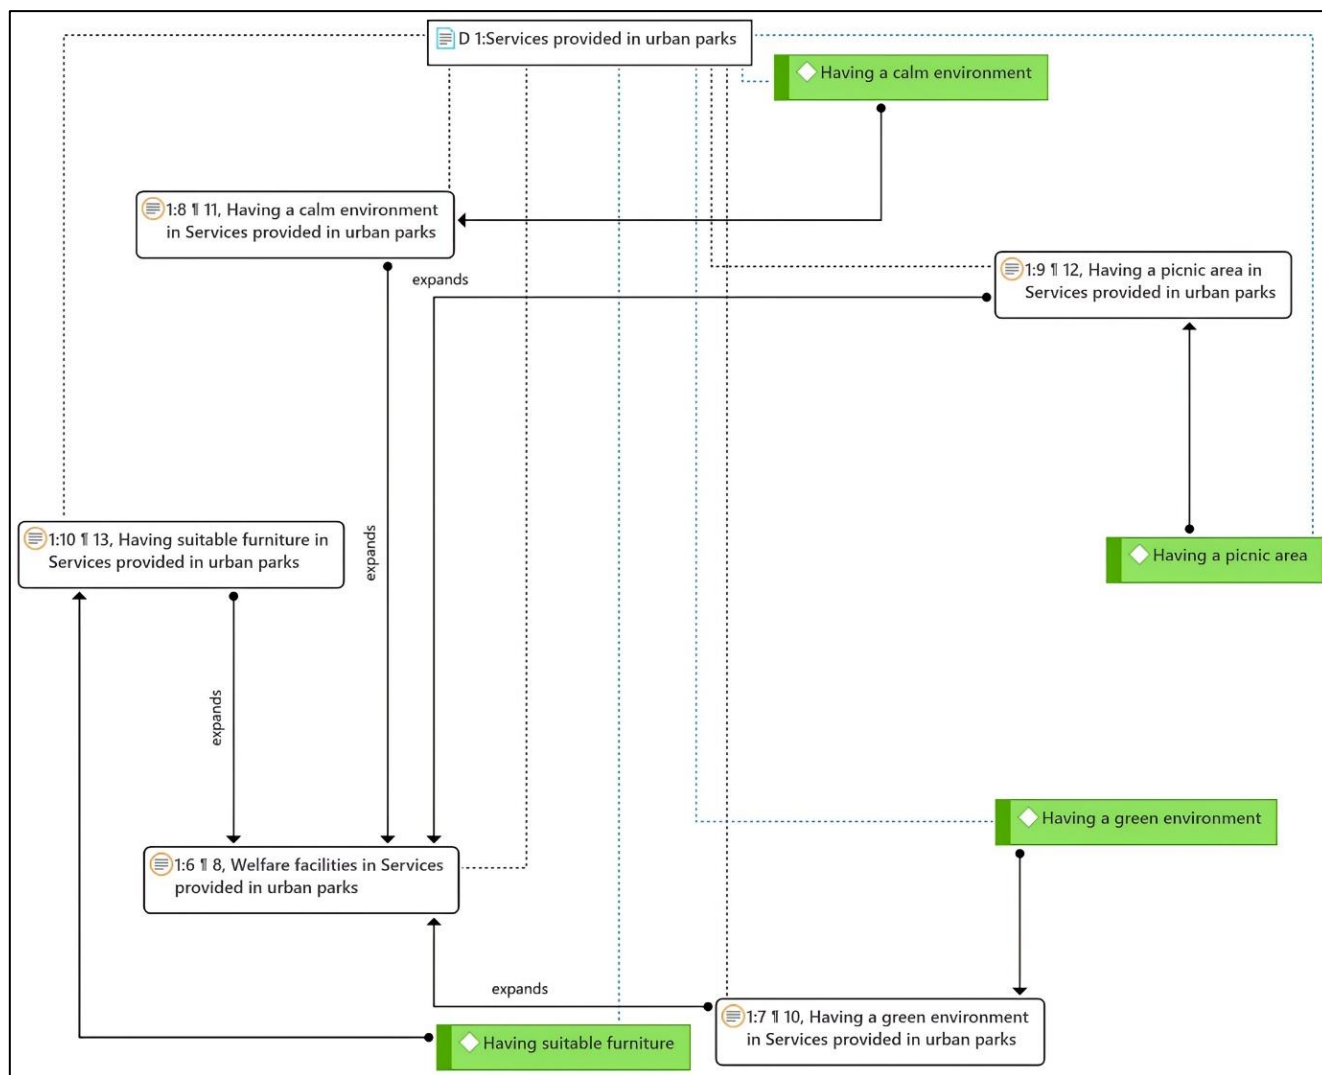 D 1:Services provided in urban parks
Having a calm environment
1:8 ¶ 11, Having a calm environment
in Services provided in urban parks
expands
1:9 ¶ 12, Having a picnic area in
Services provided in urban parks
1:10 ¶ 13, Having suitable furniture in
Services provided in urban parks
expands
Having a picnic area
expands
Having a green environment
1:6 ¶ 8, Welfare facilities in Services
provided in urban parks
expands
1:7 ¶ 10, Having a green environment
in Services provided in urban parks
Having suitable furniture